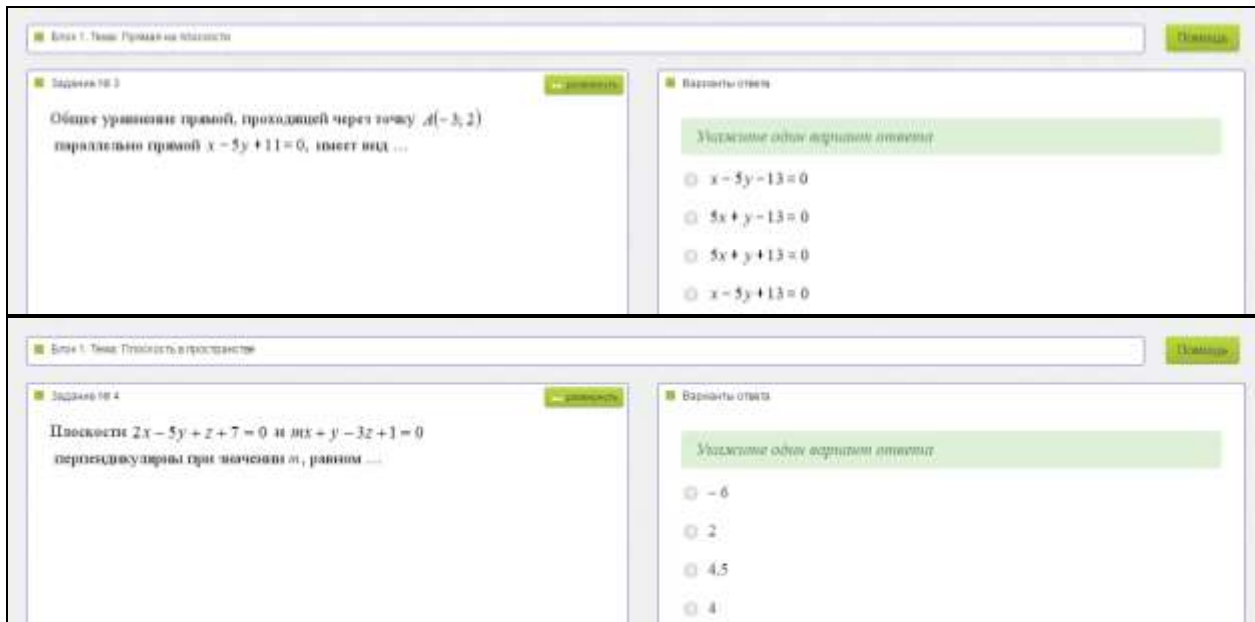 Блок 1. Тема: Прямая на плоскости
Помощь
Задание № 3
развернуть
Общее уравнение прямой, проходящей через точку A(−3; 2)
параллельно прямой x − 5y + 11 = 0, имеет вид ...
Варианты ответа
Укажите один вариант ответа
x − 5y − 13 = 0
5x + y − 13 = 0
5x + y + 13 = 0
x − 5y + 13 = 0
Блок 1. Тема: Плоскость в пространстве
Помощь
Задание № 4
развернуть
Плоскости 2x − 5y + z + 7 = 0 и mx + y − 3z + 1 = 0
перпендикулярны при значении m, равном ...
Варианты ответа
Укажите один вариант ответа
− 6
2
4,5
4